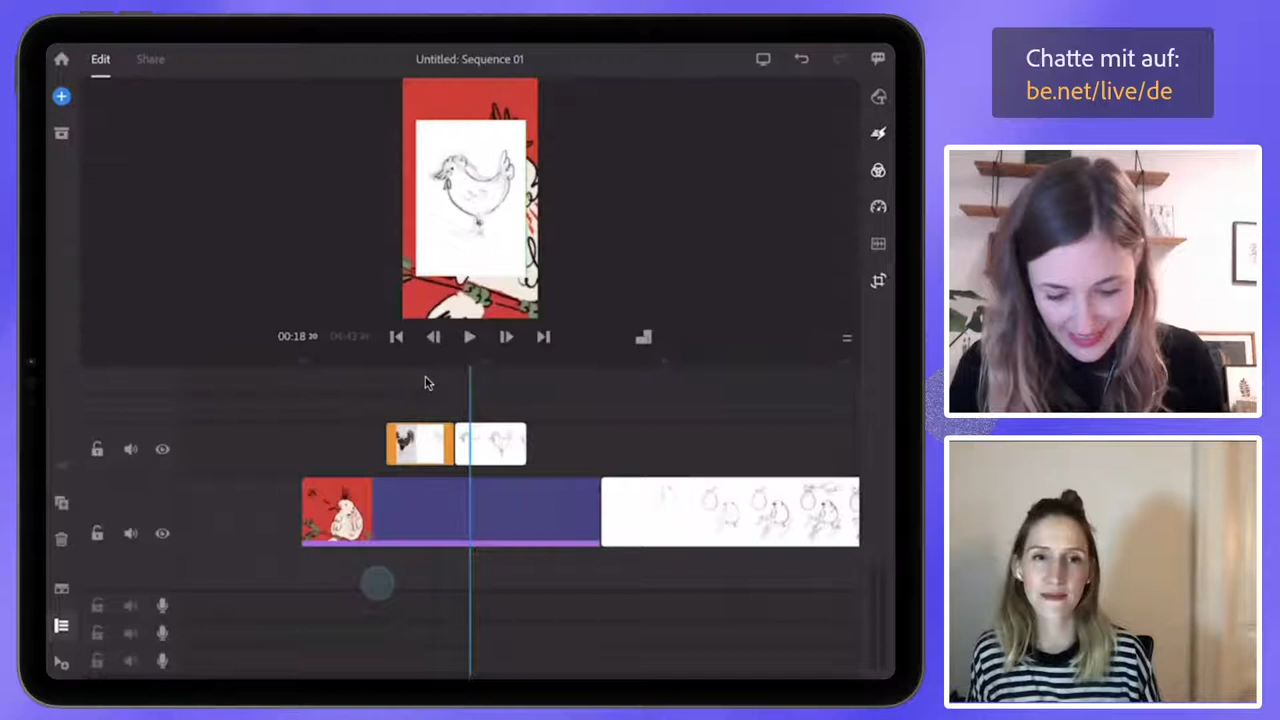 Edit
Share
Untitled: Sequence 01
Chatte mit auf:
be.net/live/de
00:18 20